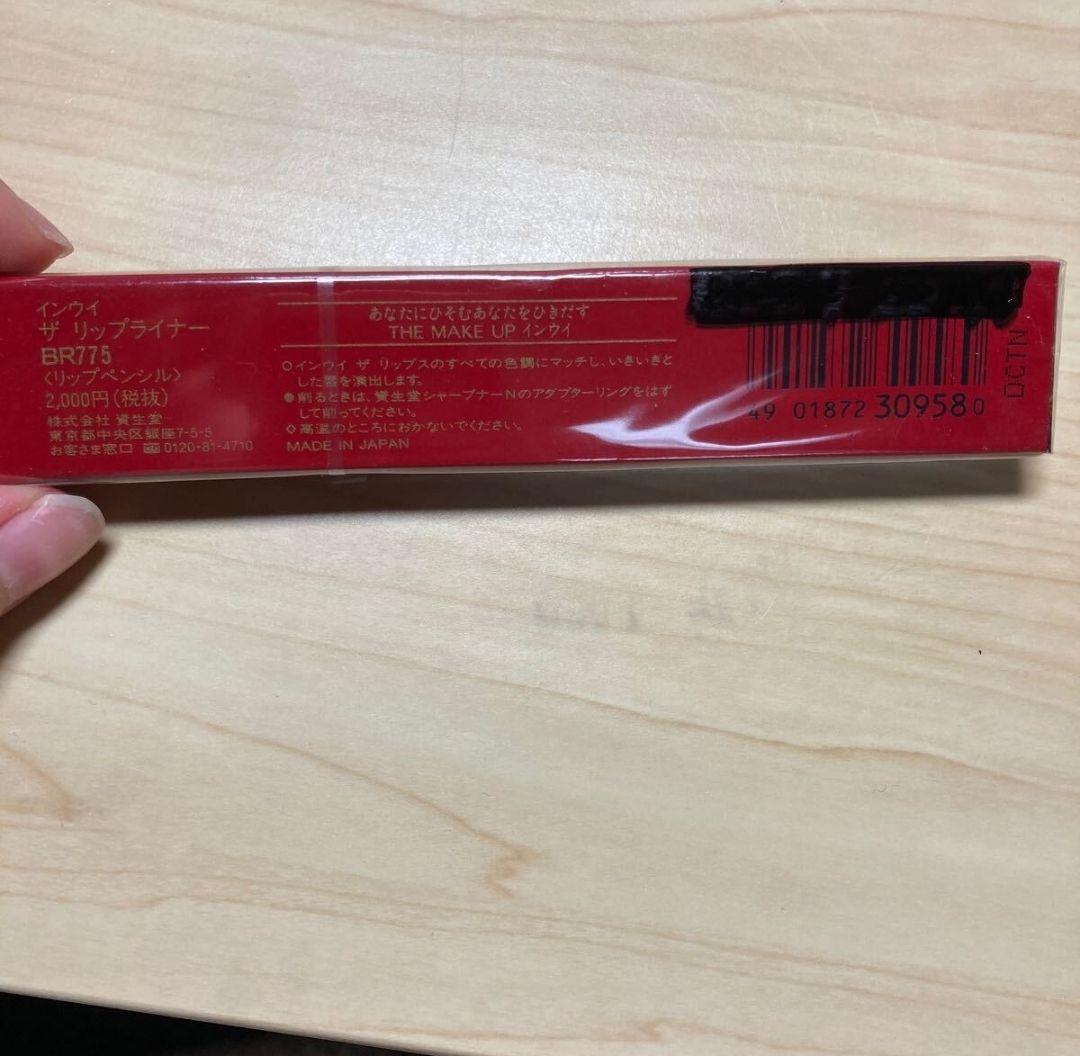 インウイ
ザ リップライナー
BR775
〈リップペンシル〉
2,000円(税抜)
株式会社 資生堂
東京都中央区銀座7-5-5
お客さま窓口 0120-81-4710
あなたにひそむあなたをひきだす
THE MAKE UP インウイ
○インウイ ザ リップスのすべての色調にマッチし、いきいきと
した唇を演出します。
●削るときは、資生堂シャープナーNのアダプターリングをはず
して削ってください。
◇高温のところにおかないでください。
MADE IN JAPAN
49 01872 309580
OCTN